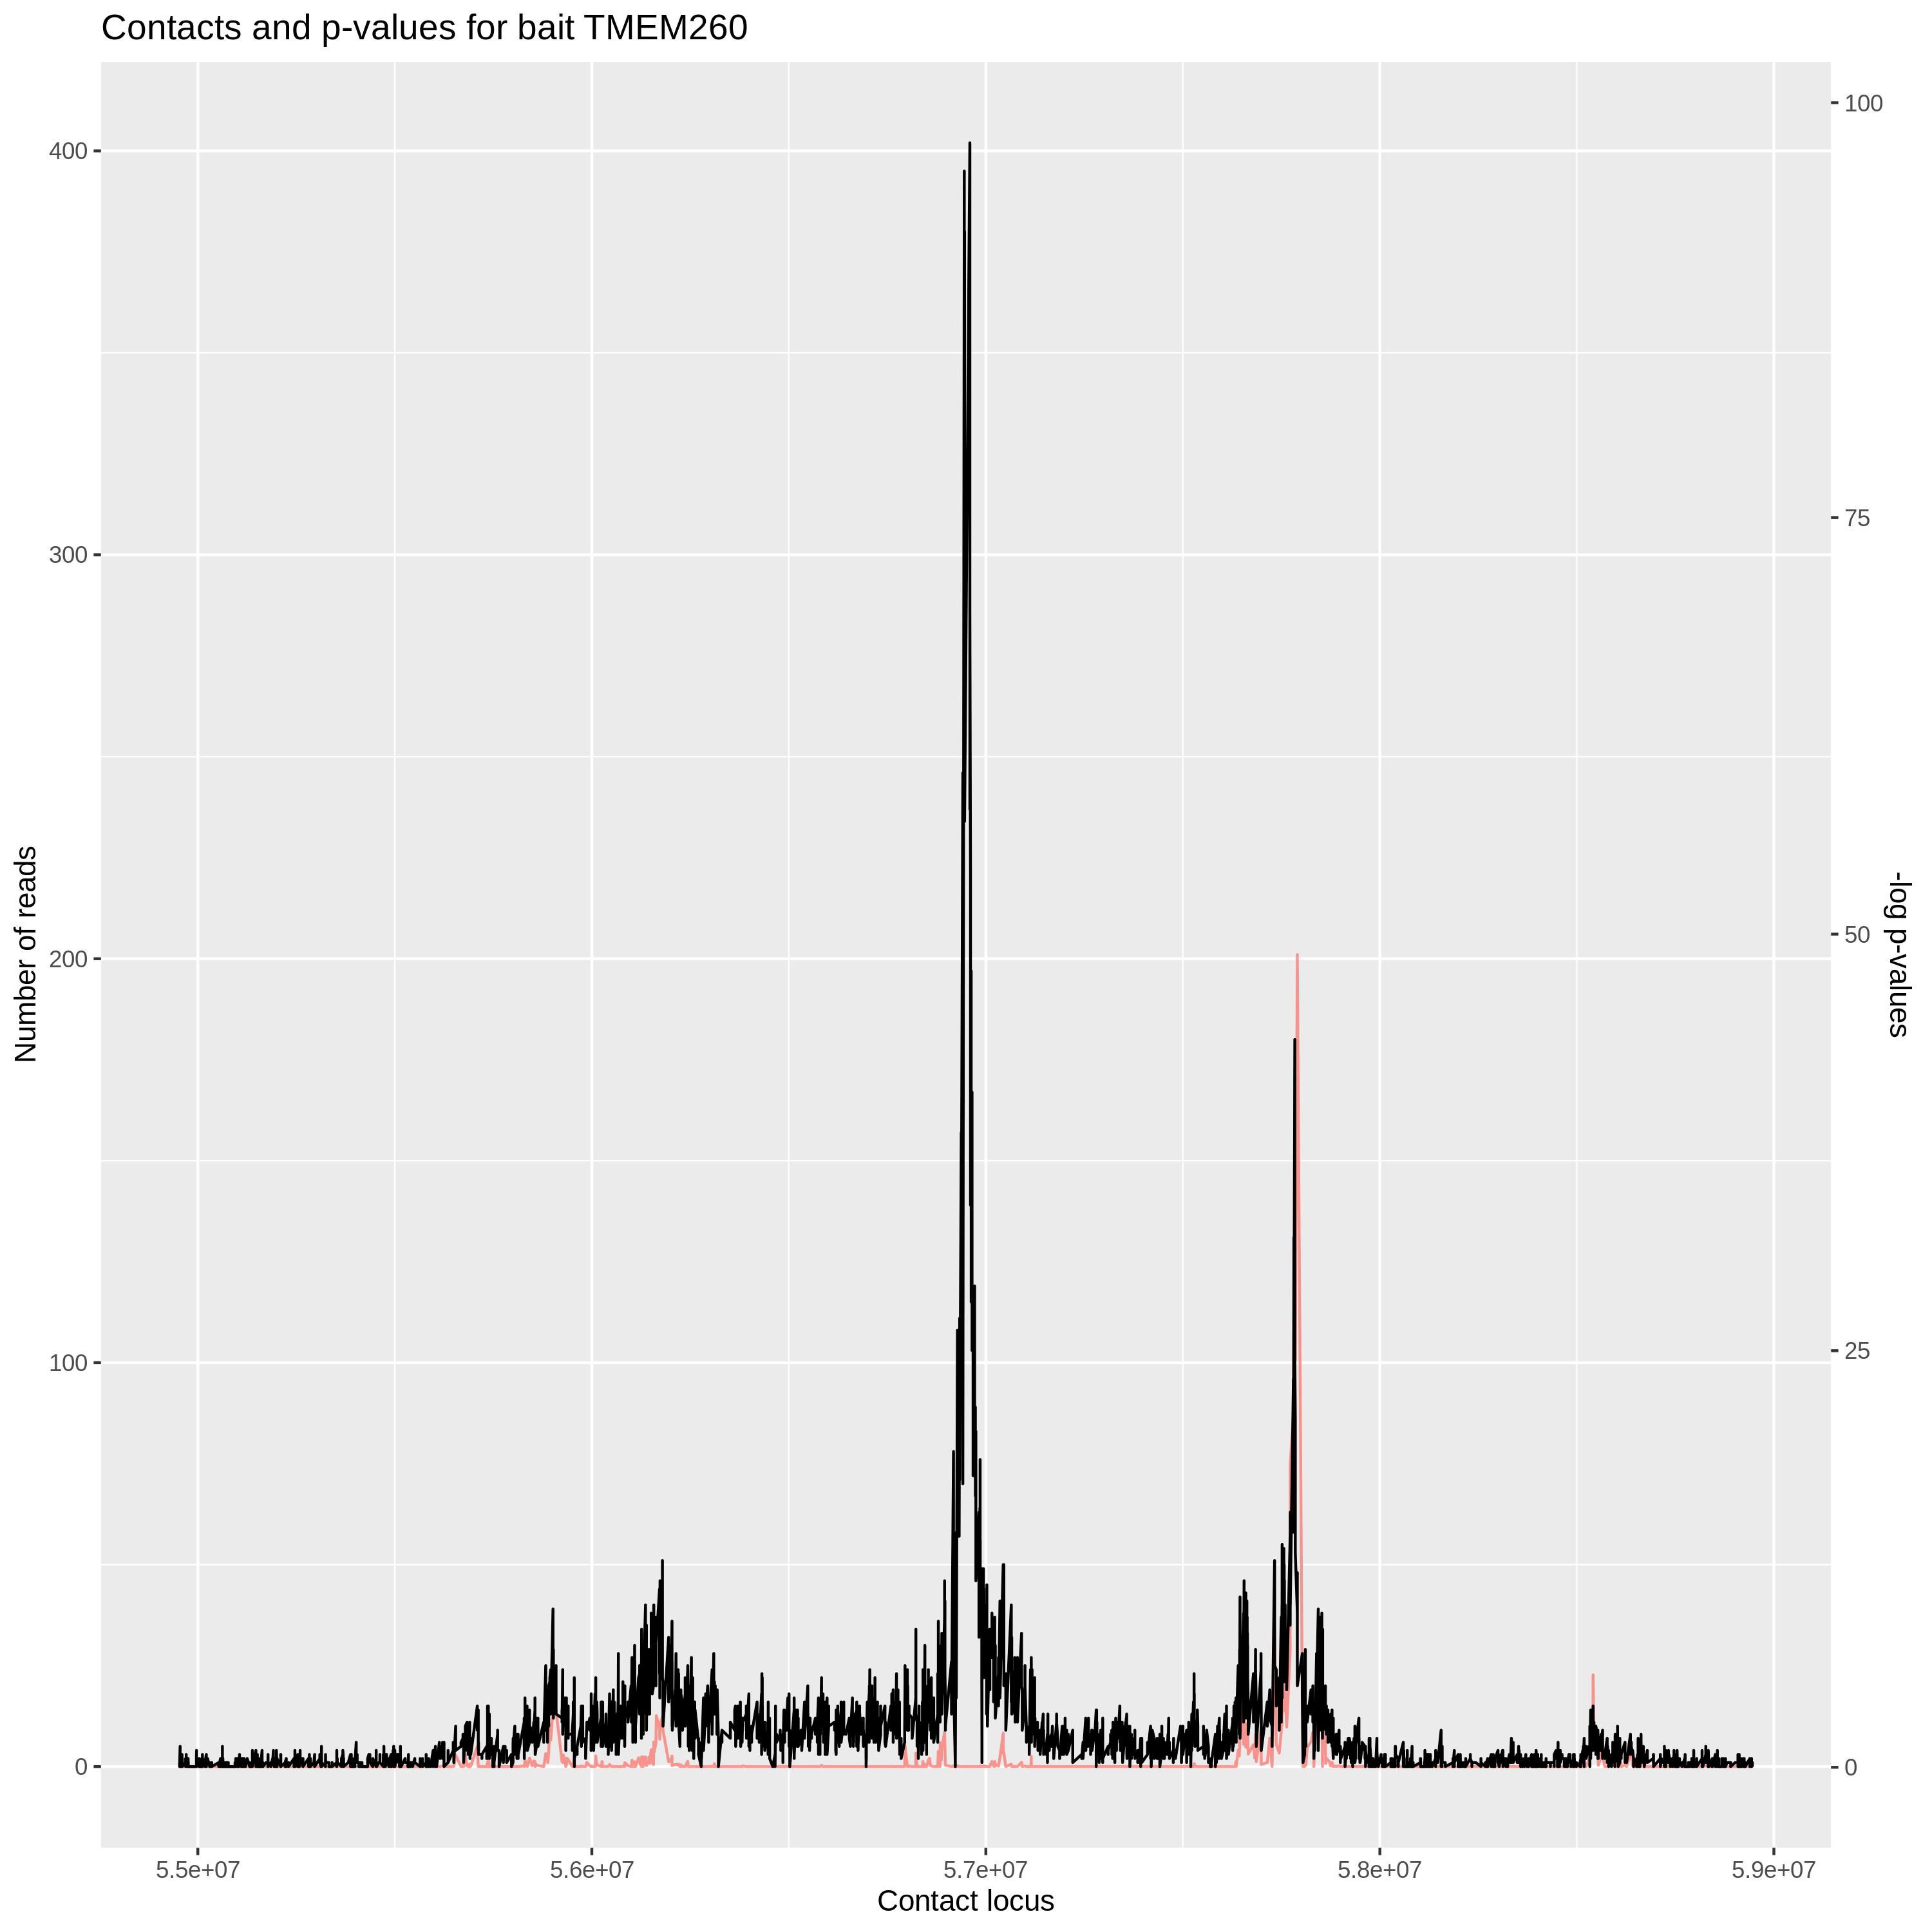 Contacts and p-values for bait TMEM260
Number of reads
400
300
200
100
0
100
75
50
25
0
-log p-values
5.5e+07 5.6e+07 5.7e+07 5.8e+07 5.9e+07
Contact locus